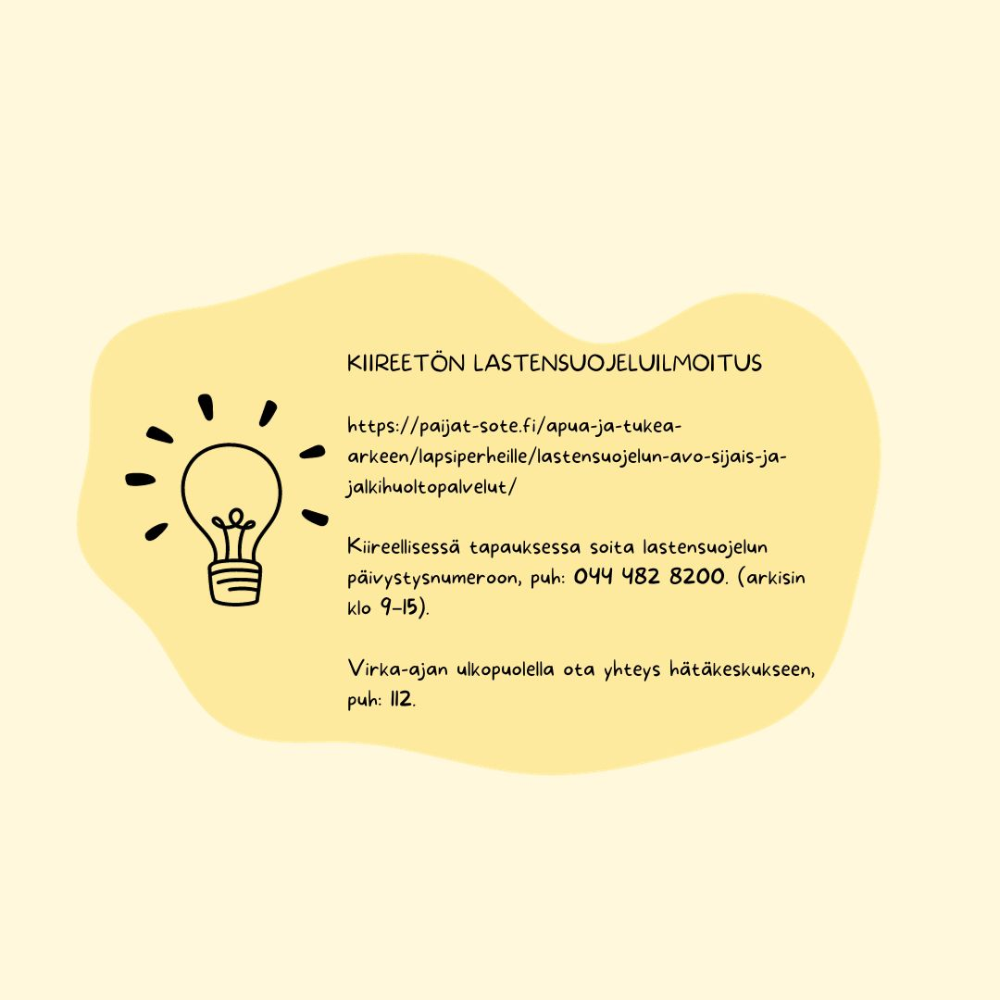 KIIREETÖN LASTENSUOJELUILMOITUS
https://paijat-sote.fi/apua-ja-tukea-
arkeen/lapsiperheille/lastensuojelun-avo-sijais-ja-
jalkihuoltopalvelut/
Kiireellisessä tapauksessa soita lastensuojelun
päivystysnumeroon, puh: 044 482 8200. (arkisin
klo 9–15).
Virka-ajan ulkopuolella ota yhteys hätäkeskukseen,
puh: 112.